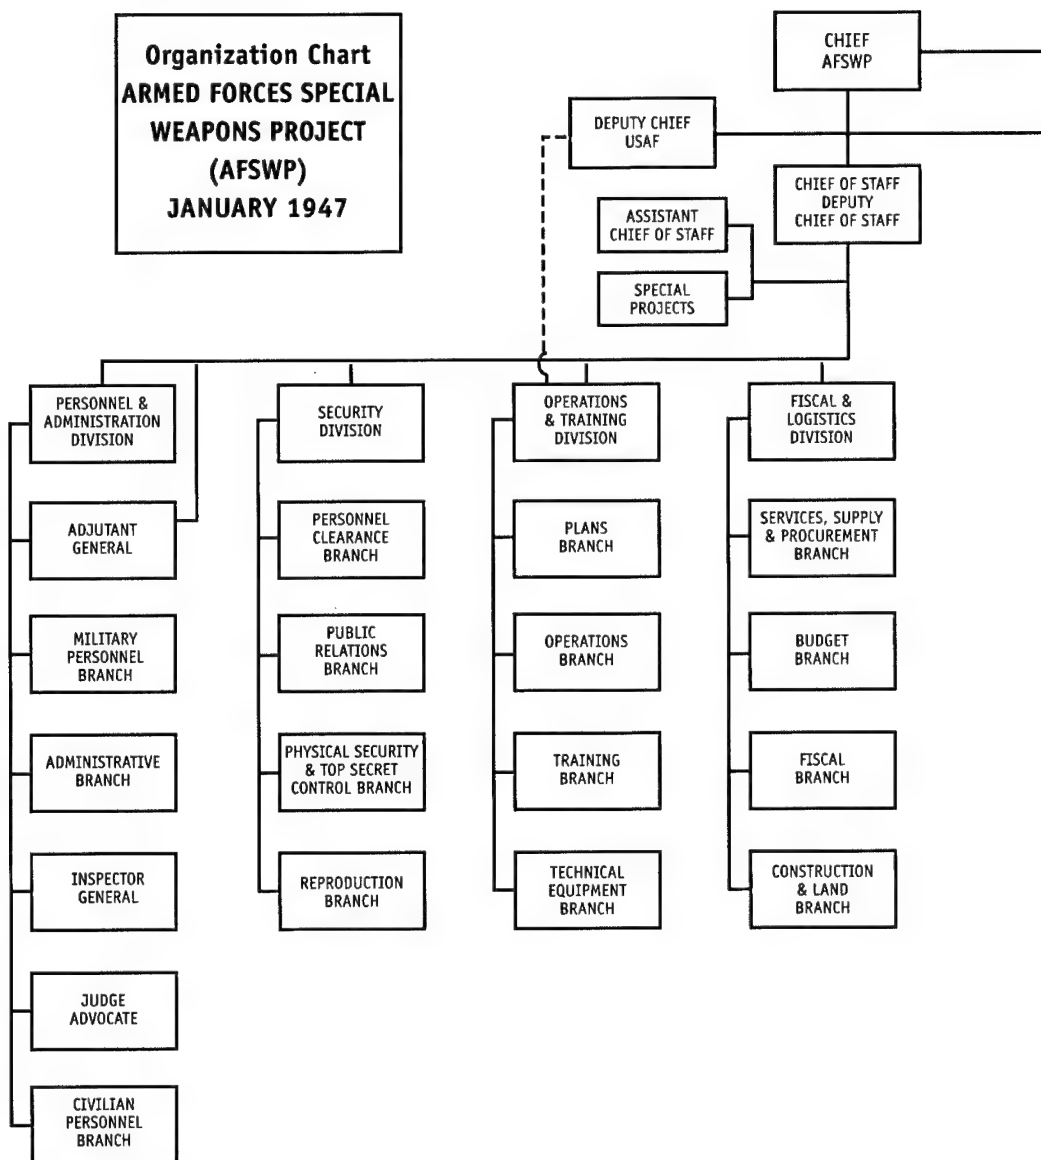 Organization Chart
ARMED FORCES SPECIAL
WEAPONS PROJECT
(AFSWP)
JANUARY 1947
CHIEF
AFSWP
DEPUTY CHIEF
USAF
CHIEF OF STAFF
DEPUTY
CHIEF OF STAFF
ASSISTANT
CHIEF OF STAFF
SPECIAL
PROJECTS
PERSONNEL &
ADMINISTRATION
DIVISION
ADJUTANT
GENERAL
MILITARY
PERSONNEL
BRANCH
ADMINISTRATIVE
BRANCH
INSPECTOR
GENERAL
JUDGE
ADVOCATE
CIVILIAN
PERSONNEL
BRANCH
SECURITY
DIVISION
PERSONNEL
CLEARANCE
BRANCH
PUBLIC
RELATIONS
BRANCH
PHYSICAL SECURITY
& TOP SECRET
CONTROL BRANCH
REPRODUCTION
BRANCH
OPERATIONS
& TRAINING
DIVISION
PLANS
BRANCH
OPERATIONS
BRANCH
TRAINING
BRANCH
TECHNICAL
EQUIPMENT
BRANCH
FISCAL &
LOGISTICS
DIVISION
SERVICES, SUPPLY
& PROCUREMENT
BRANCH
BUDGET
BRANCH
FISCAL
BRANCH
CONSTRUCTION
& LAND
BRANCH